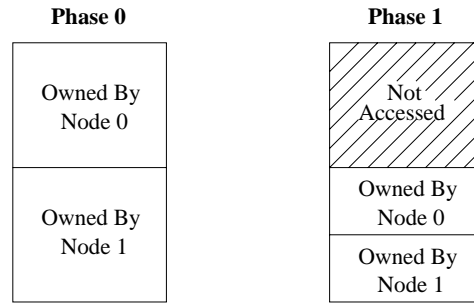 Phase 0
Owned By
Node 0
Owned By
Node 1
Phase 1
Not
Accessed
Owned By
Node 0
Owned By
Node 1